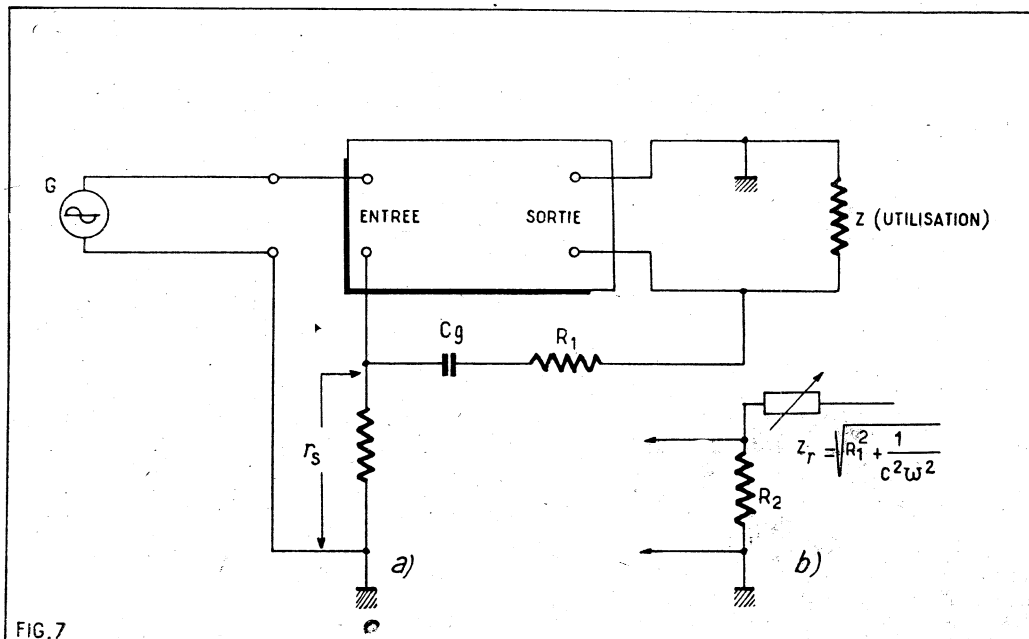 G
ENTREE
SORTIE
Z (UTILISATION)
Cg
R1
rs
a)
Zr = √R1² + 1/C²ω²
R2
b)
FIG.7